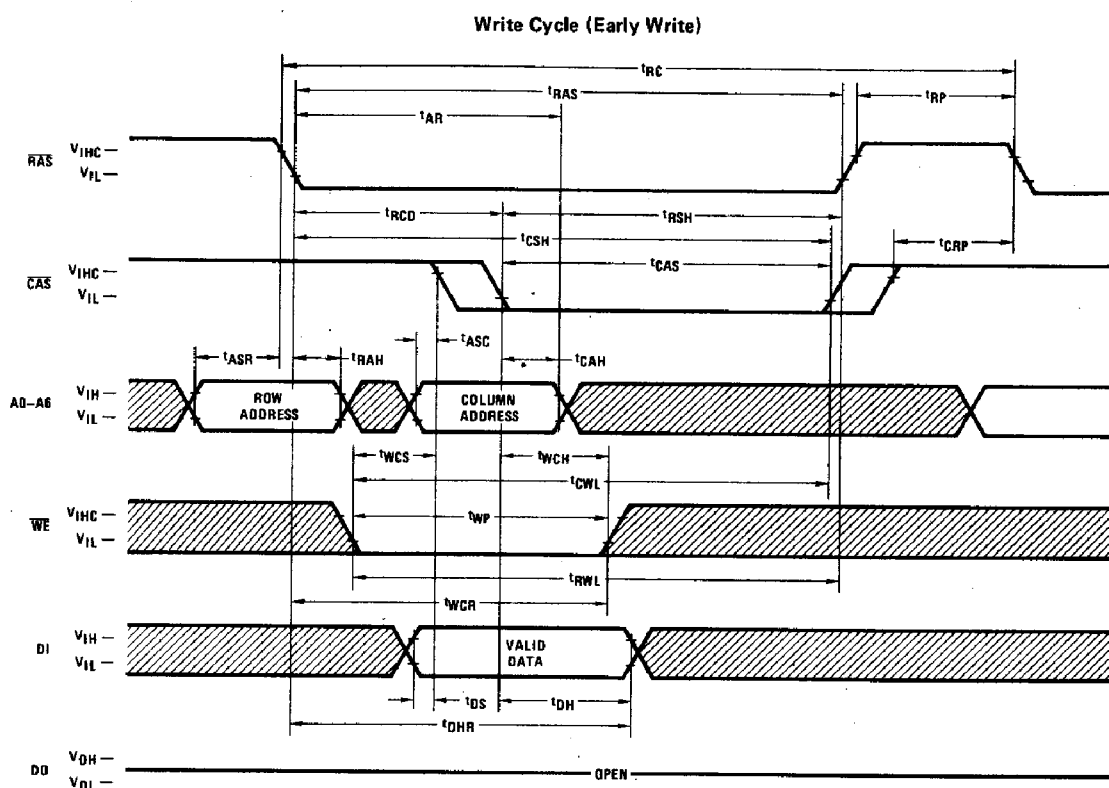 Write Cycle (Early Write)
tRC
tRAS
tRP
tAR
RAS
VIHC
VIL
tRCD
tRSH
tCSH
tCRP
CAS
VIHC
VIL
tCAS
tASC
tASR
tRAH
tCAH
A0-A6
VIH
VIL
ROW
ADDRESS
COLUMN
ADDRESS
tWCS
tWCH
tCWL
WE
VIHC
VIL
tWP
tRWL
tWCR
DI
VIH
VIL
VALID
DATA
tDS
tDH
tDHR
DO
VOH
VOL
OPEN